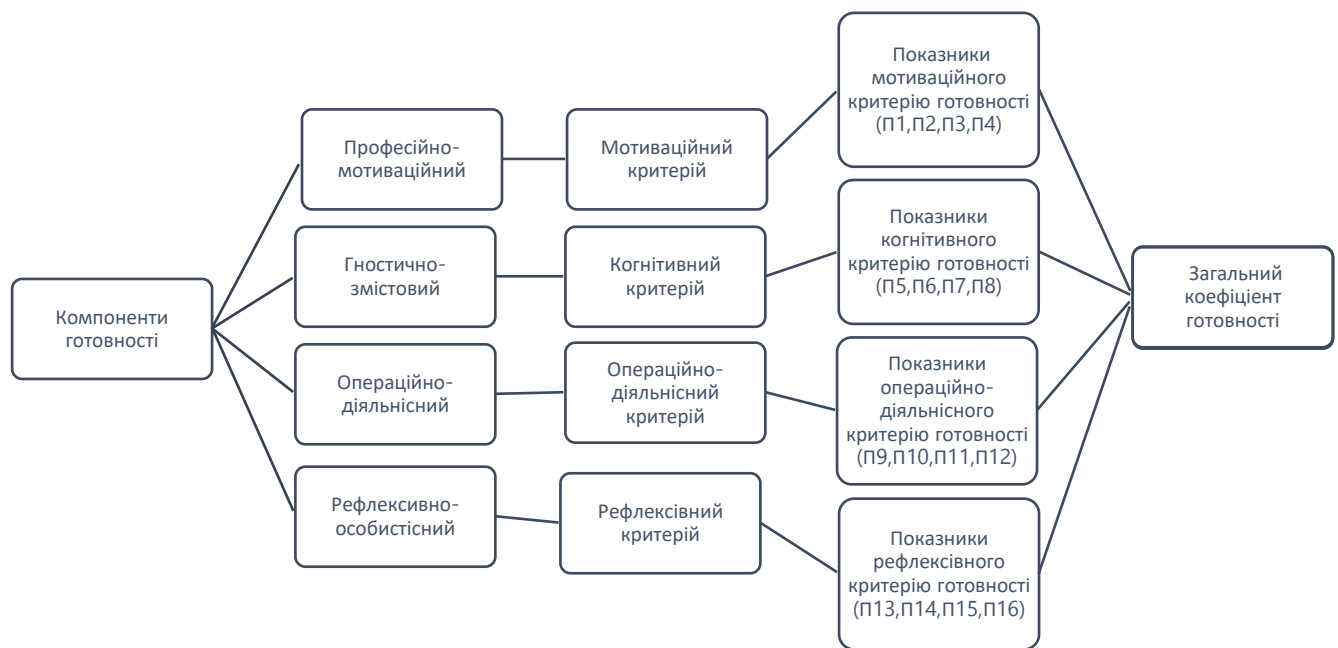 Компоненти
готовності
Професійно-
мотиваційний
Мотиваційний
критерій
Показники
мотиваційного
критерію готовності
(П1,П2,П3,П4)
Гностично-
змістовий
Когнітивний
критерій
Показники
когнітивного
критерію готовності
(П5,П6,П7,П8)
Операційно-
діяльнісний
Операційно-
діяльнісний
критерій
Показники
операційно-
діяльнісного
критерію готовності
(П9,П10,П11,П12)
Рефлексивно-
особистісний
Рефлексівний
критерій
Показники
рефлексівного
критерію готовності
(П13,П14,П15,П16)
Загальний
коефіцієнт
готовності